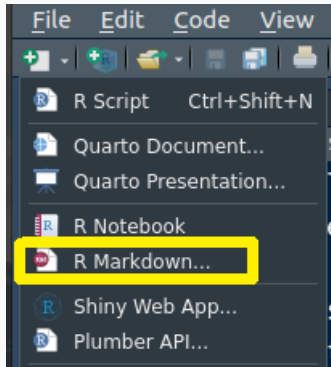 File Edit Code View
R Script Ctrl+Shift+N
Quarto Document...
Quarto Presentation...
R Notebook
R Markdown...
Shiny Web App...
Plumber API...